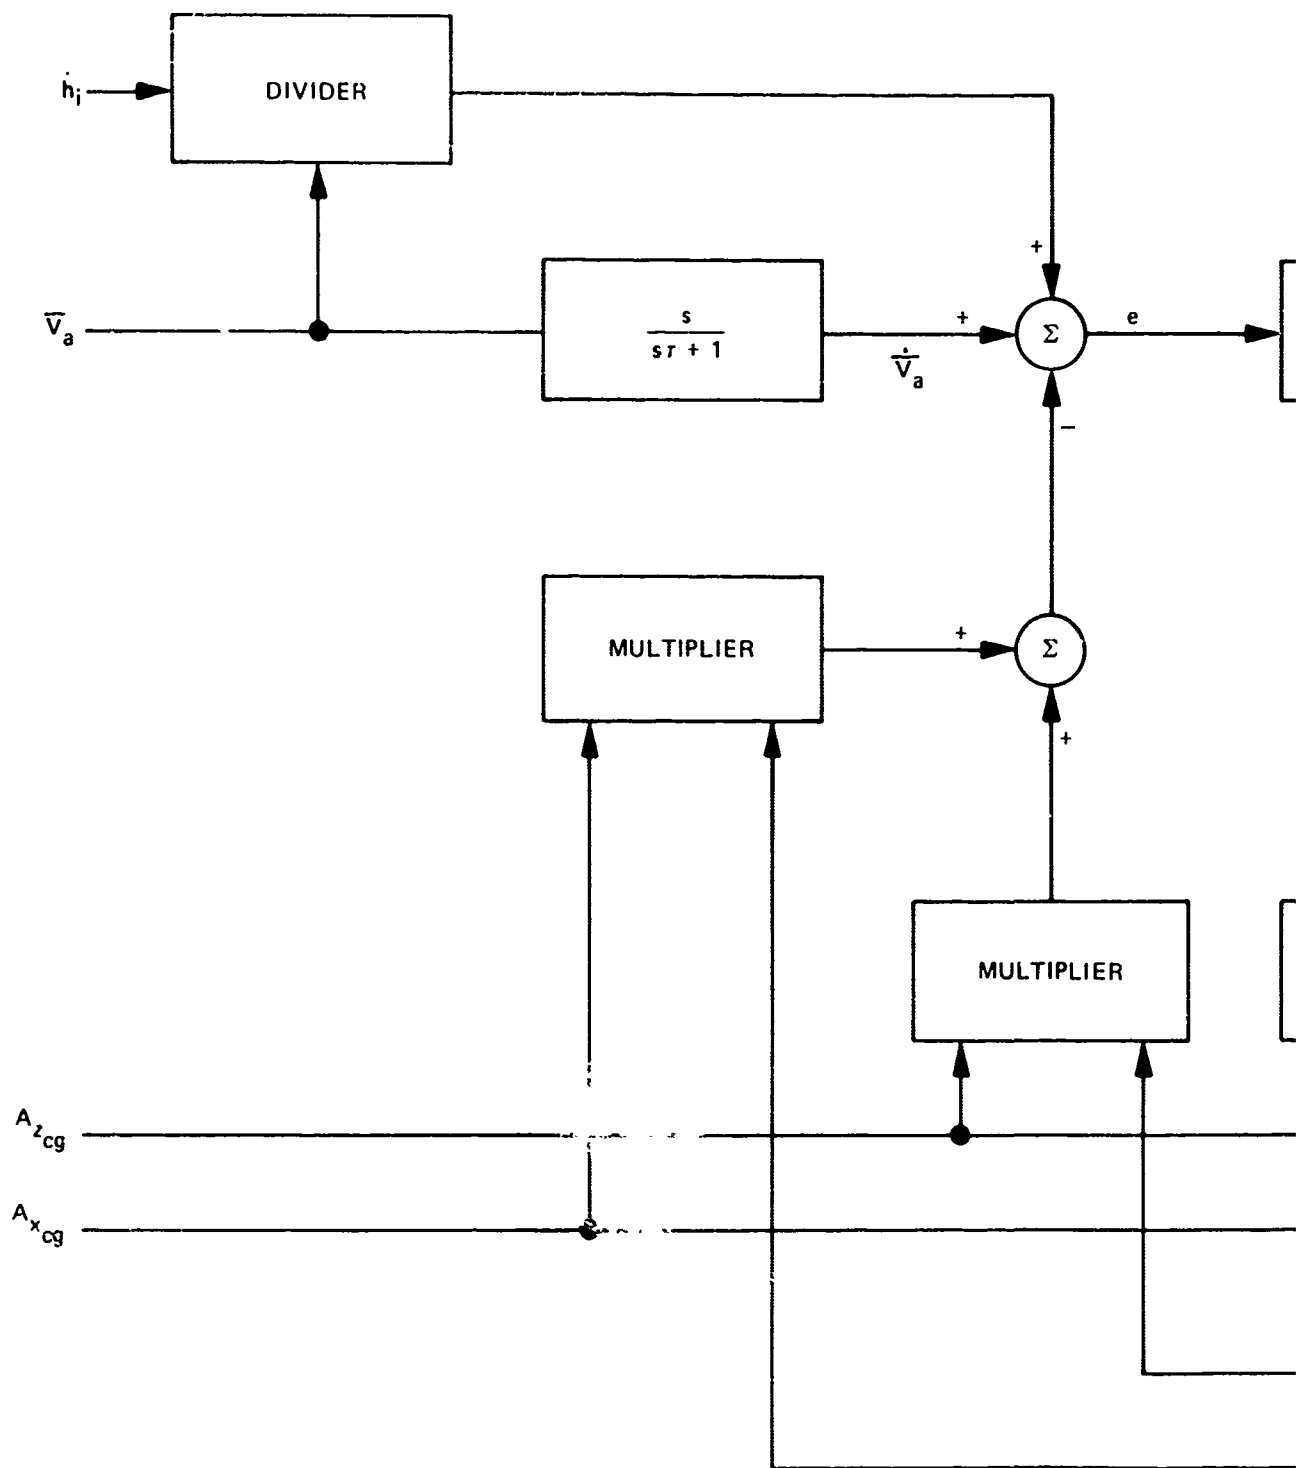 ḣi
DIVIDER
+
V̄a
s
sτ + 1
+
V̄̇a
Σ
e
−
MULTIPLIER
+
Σ
+
MULTIPLIER
Azcg
Axcg